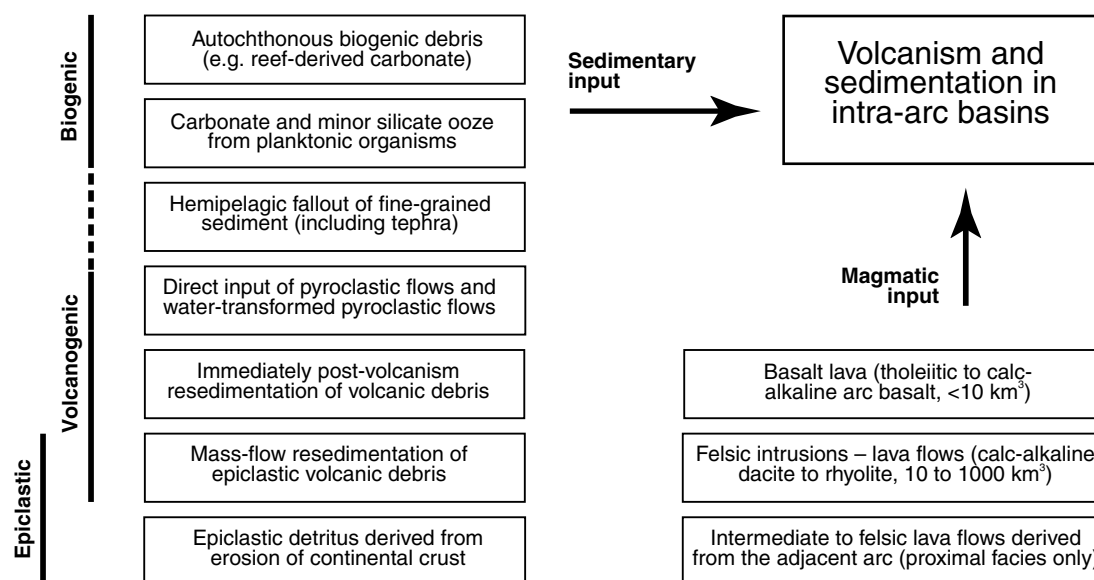 Biogenic
Volcanogenic
Epiclastic
Autochthonous biogenic debris
(e.g. reef-derived carbonate)
Carbonate and minor silicate ooze
from planktonic organisms
Hemipelagic fallout of fine-grained
sediment (including tephra)
Direct input of pyroclastic flows and
water-transformed pyroclastic flows
Immediately post-volcanism
resedimentation of volcanic debris
Mass-flow resedimentation of
epiclastic volcanic debris
Epiclastic detritus derived from
erosion of continental crust
Sedimentary
input
Volcanism and
sedimentation in
intra-arc basins
Magmatic
input
Basalt lava (tholeiitic to calc-
alkaline arc basalt, <10 km³)
Felsic intrusions – lava flows (calc-alkaline
dacite to rhyolite, 10 to 1000 km³)
Intermediate to felsic lava flows derived
from the adjacent arc (proximal facies only)